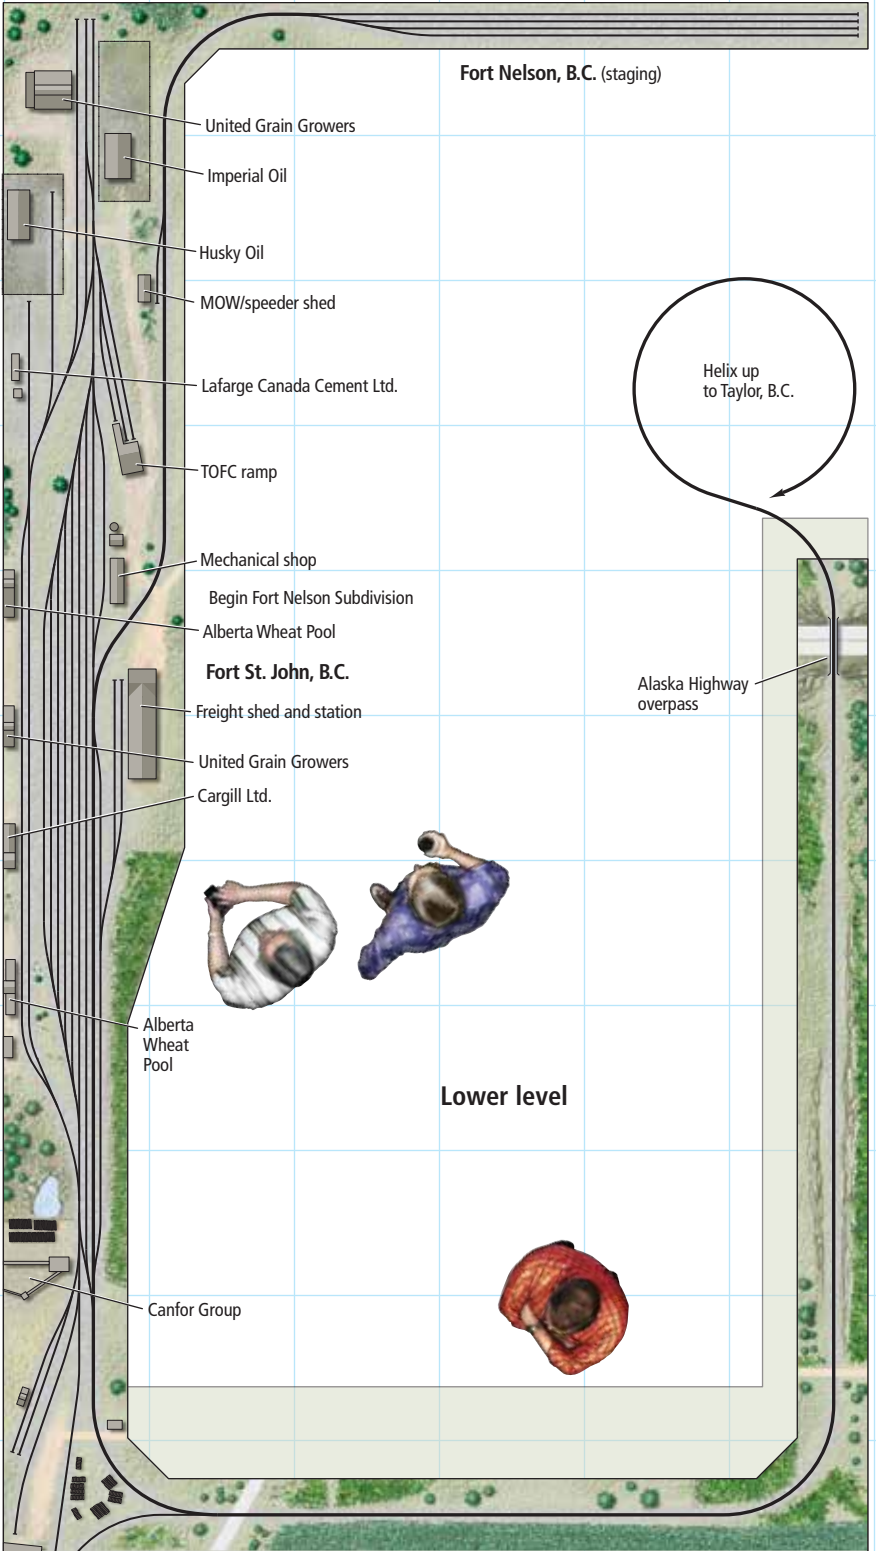 Fort Nelson, B.C. (staging)
United Grain Growers
Imperial Oil
Husky Oil
MOW/speeder shed
Helix up
to Taylor, B.C.
Lafarge Canada Cement Ltd.
TOFC ramp
Mechanical shop
Begin Fort Nelson Subdivision
Alberta Wheat Pool
Fort St. John, B.C.
Alaska Highway
overpass
Freight shed and station
United Grain Growers
Cargill Ltd.
Alberta
Wheat
Pool
Lower level
Canfor Group